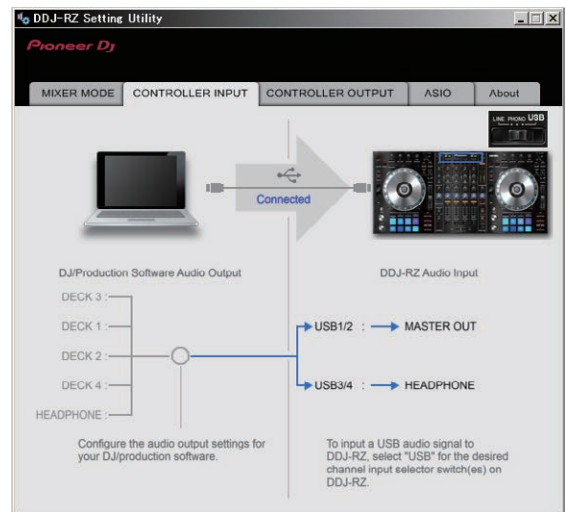 DDJ-RZ Setting Utility
Pioneer Dj
MIXER MODE
CONTROLLER INPUT
CONTROLLER OUTPUT
ASIO
About
LINE PHONO USB
Connected
DJ/Production Software Audio Output
DDJ-RZ Audio Input
DECK 3 :
DECK 1 :
DECK 2 :
DECK 4 :
HEADPHONE :
USB1/2 : MASTER OUT
USB3/4 : HEADPHONE
Configure the audio output settings for
your DJ/production software.
To input a USB audio signal to
DDJ-RZ, select "USB" for the desired
channel input selector switch(es) on
DDJ-RZ.